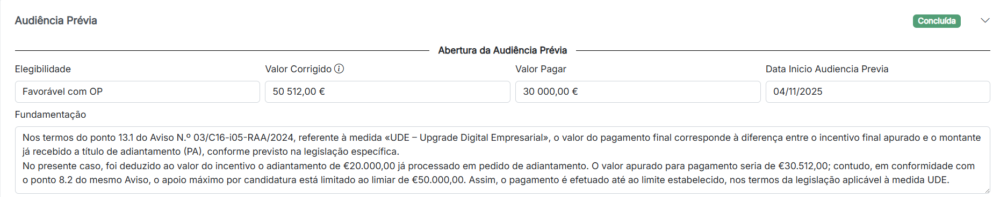 Audiência Prévia
Concluída
Abertura da Audiência Prévia
Elegibilidade
Valor Corrigido
Valor Pagar
Data Inicio Audiencia Previa
Favorável com OP
50 512,00 €
30 000,00 €
04/11/2025
Fundamentação
Nos termos do ponto 13.1 do Aviso N.º 03/C16-i05-RAA/2024, referente à medida «UDE – Upgrade Digital Empresarial», o valor do pagamento final corresponde à diferença entre o incentivo final apurado e o montante
já recebido a título de adiantamento (PA), conforme previsto na legislação específica.
No presente caso, foi deduzido ao valor do incentivo o adiantamento de €20.000,00 já processado em pedido de adiantamento. O valor apurado para pagamento seria de €30.512,00; contudo, em conformidade com
o ponto 8.2 do mesmo Aviso, o apoio máximo por candidatura está limitado ao limiar de €50.000,00. Assim, o pagamento é efetuado até ao limite estabelecido, nos termos da legislação aplicável à medida UDE.